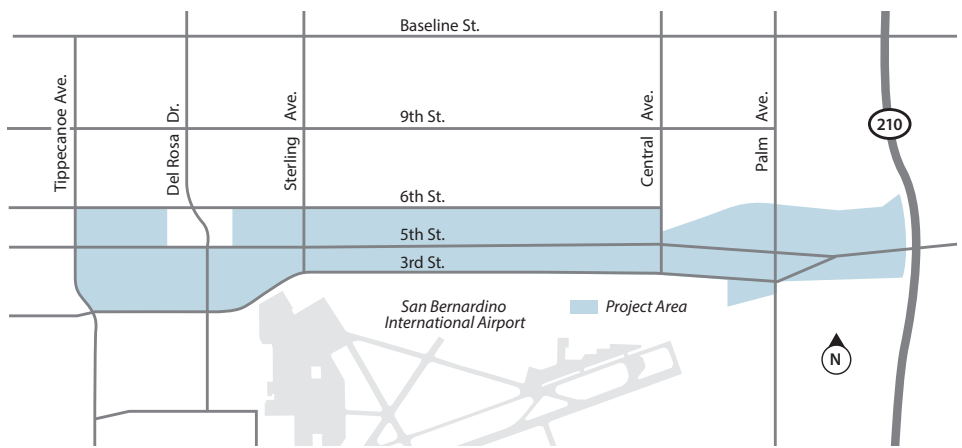 Baseline St.
Tippecanoe Ave.
Del Rosa Dr.
Sterling Ave.
9th St.
Central Ave.
Palm Ave.
210
6th St.
5th St.
3rd St.
San Bernardino
International Airport
Project Area
N